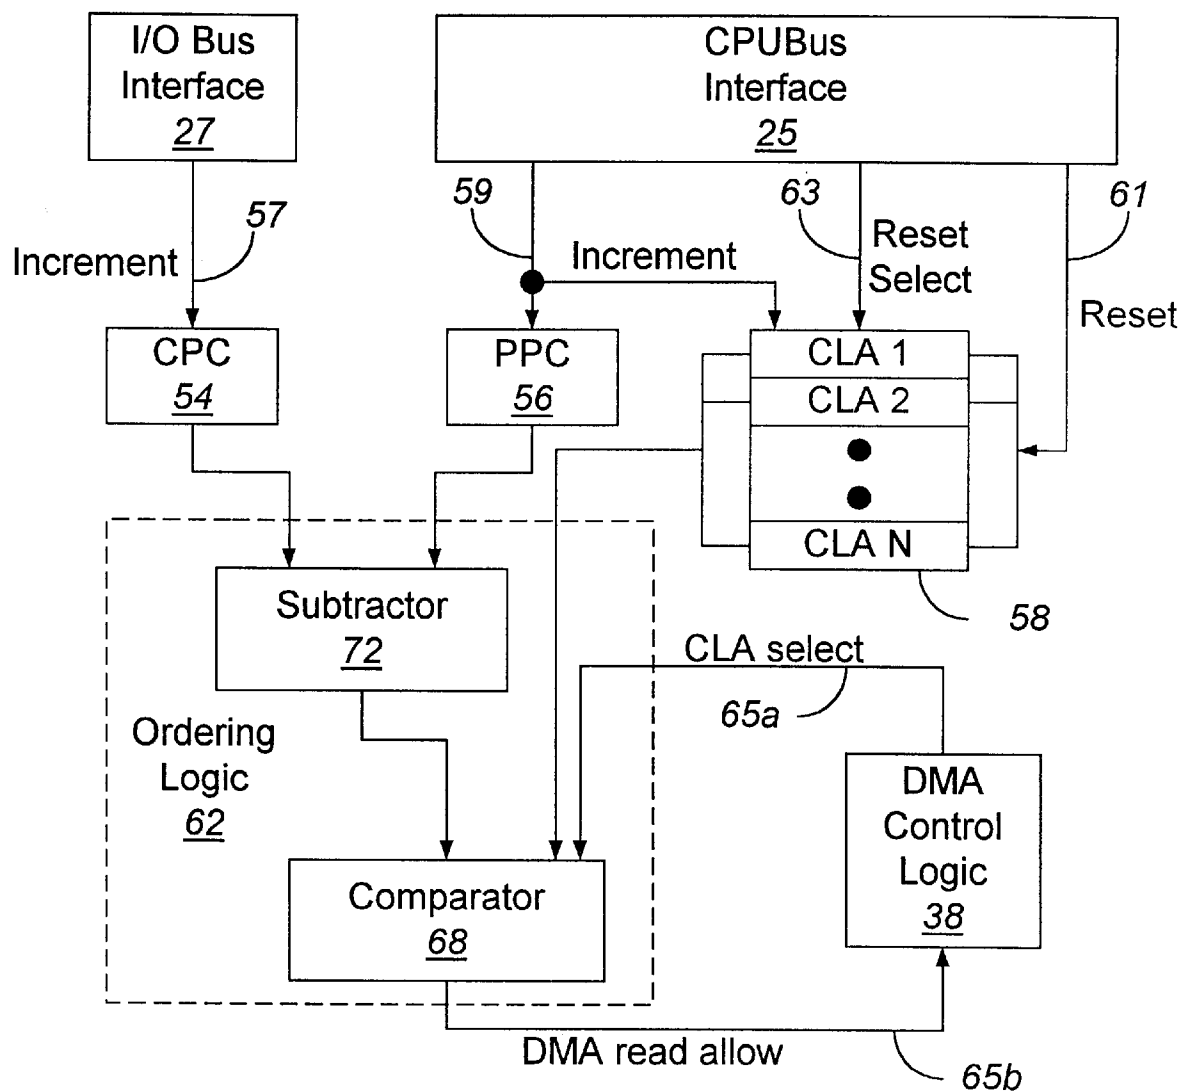 I/O Bus
Interface
27
CPUBus
Interface
25
57
59
63
61
Increment
Increment
Reset
Select
Reset
CPC
54
PPC
56
CLA 1
CLA 2
CLA N
58
Subtractor
72
CLA select
65a
Ordering
Logic
62
DMA
Control
Logic
38
Comparator
68
DMA read allow
65b